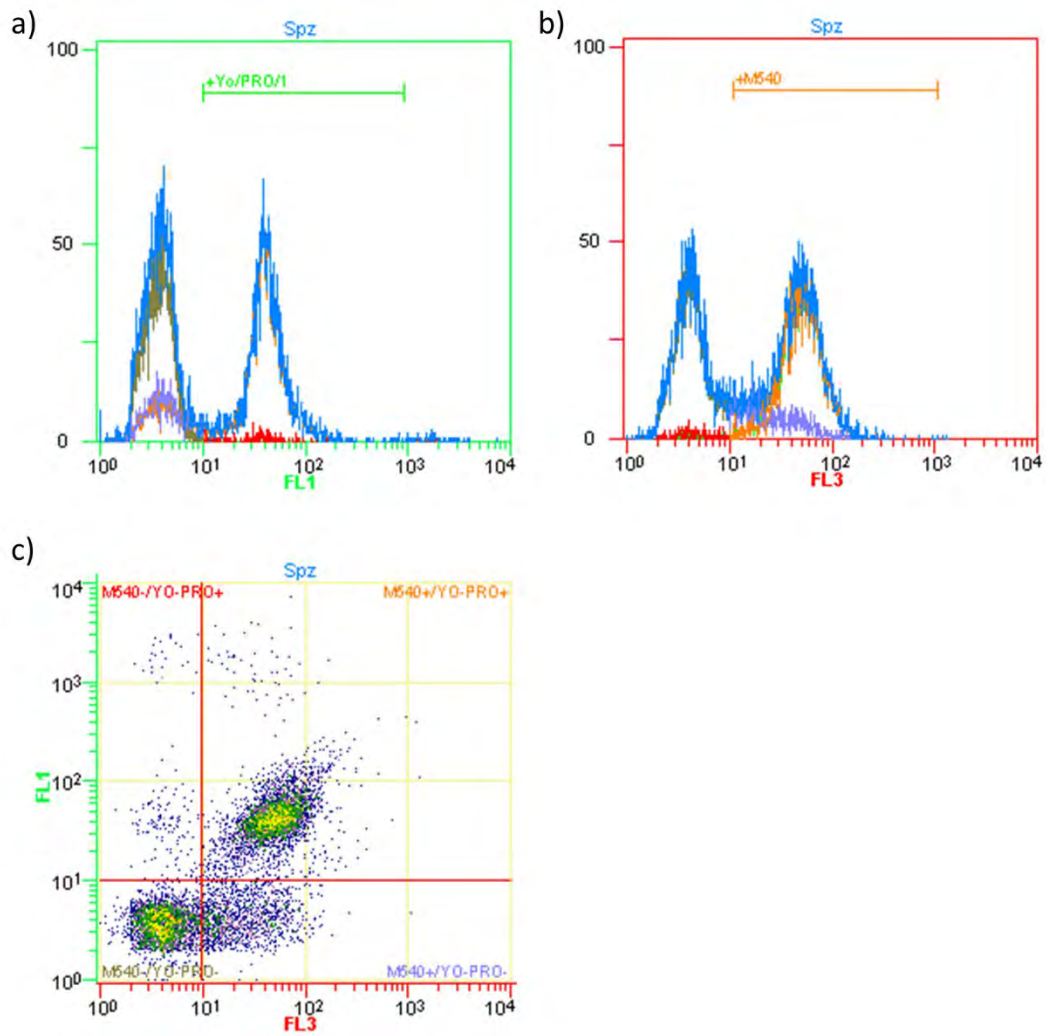 a)
Spz
100
+Yo/PRO/1
50
0
10⁰ 10¹ 10² 10³ 10⁴
FL1
b)
Spz
100
+M540
50
0
10⁰ 10¹ 10² 10³ 10⁴
FL3
c)
Spz
10⁴
M540-/YO-PRO+ M540+/YO-PRO+
10³
FL1
10²
10¹
M540-/YO-PRO- M540+/YO-PRO-
10⁰
10⁰ 10¹ 10² 10³ 10⁴
FL3